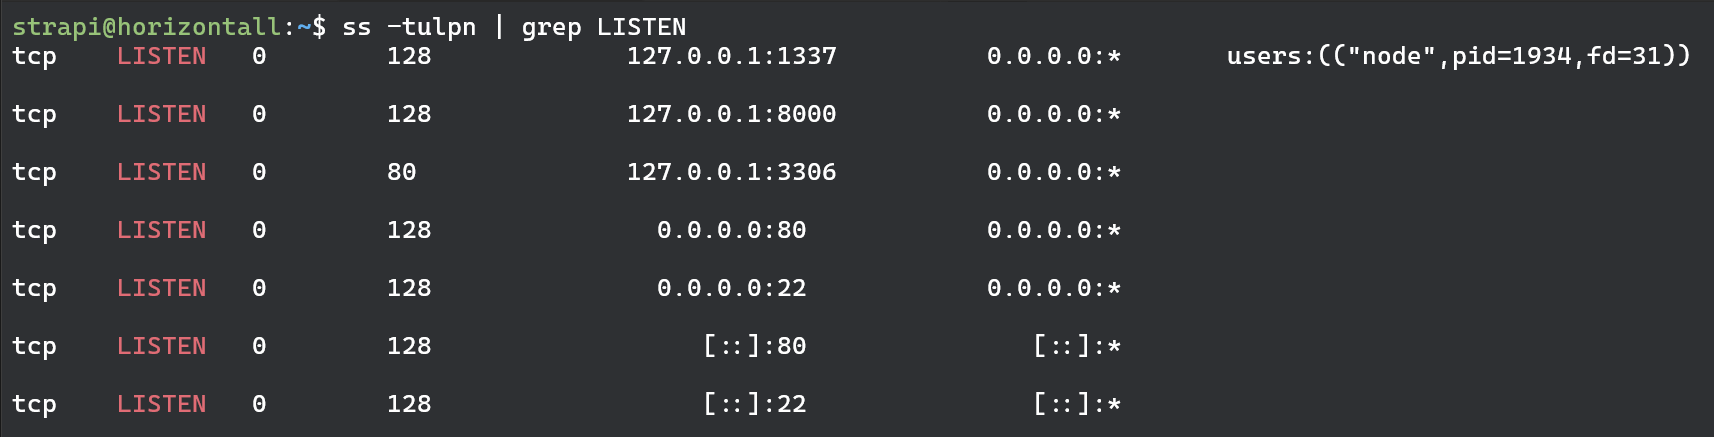 strapi@horizontall:~$ ss -tulpn | grep LISTEN
tcp    LISTEN   0        128             127.0.0.1:1337          0.0.0.0:*       users:(("node",pid=1934,fd=31))
tcp    LISTEN   0        128             127.0.0.1:8000          0.0.0.0:*
tcp    LISTEN   0        80              127.0.0.1:3306          0.0.0.0:*
tcp    LISTEN   0        128               0.0.0.0:80            0.0.0.0:*
tcp    LISTEN   0        128               0.0.0.0:22            0.0.0.0:*
tcp    LISTEN   0        128                  [::]:80               [::]:*
tcp    LISTEN   0        128                  [::]:22               [::]:*